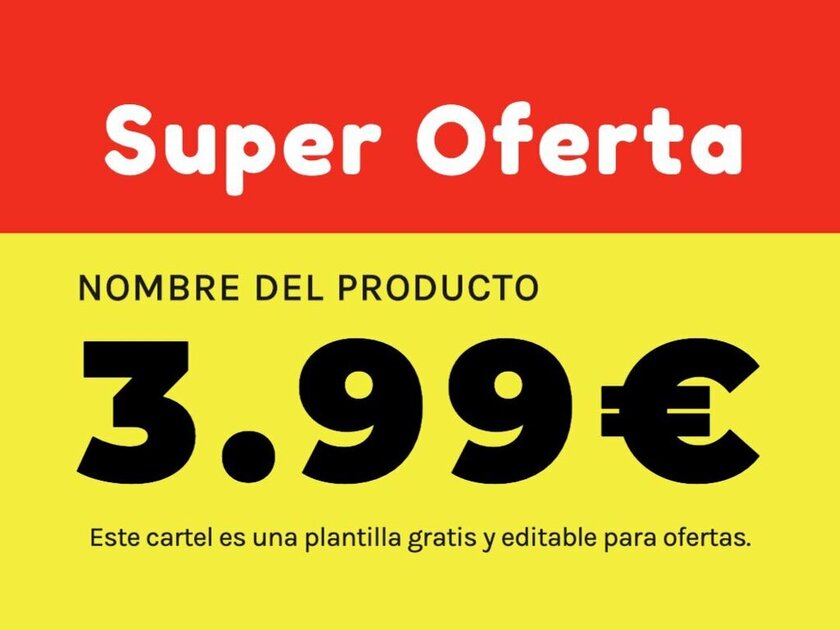 Super Oferta
NOMBRE DEL PRODUCTO
3.99€
Este cartel es una plantilla gratis y editable para ofertas.